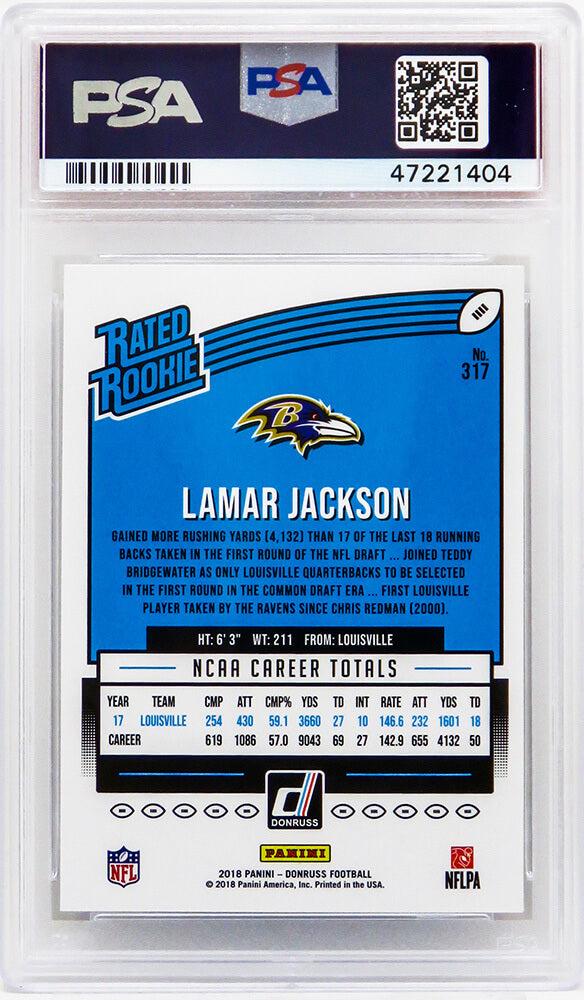 PSA
PSA
47221404
RATED
ROOKIE
No.
317
B
LAMAR JACKSON
GAINED MORE RUSHING YARDS (4,132) THAN 17 OF THE LAST 18 RUNNING
BACKS TAKEN IN THE FIRST ROUND OF THE NFL DRAFT ... JOINED TEDDY
BRIDGEWATER AS ONLY LOUISVILLE QUARTERBACKS TO BE SELECTED
IN THE FIRST ROUND IN THE COMMON DRAFT ERA ... FIRST LOUISVILLE
PLAYER TAKEN BY THE RAVENS SINCE CHRIS REDMAN (2000).
HT: 6' 3" WT: 211 FROM: LOUISVILLE
NCAA CAREER TOTALS
YEAR TEAM CMP ATT CMP% YDS TD INT RATE ATT YDS TD
17 LOUISVILLE 254 430 59.1 3660 27 10 146.6 232 1601 18
CAREER 619 1086 57.0 9043 69 27 142.9 655 4132 50
d
DONRUSS
PANINI
NFL
2018 PANINI – DONRUSS FOOTBALL
© 2018 Panini America, Inc. Printed in the USA.
NFLPA
PSA